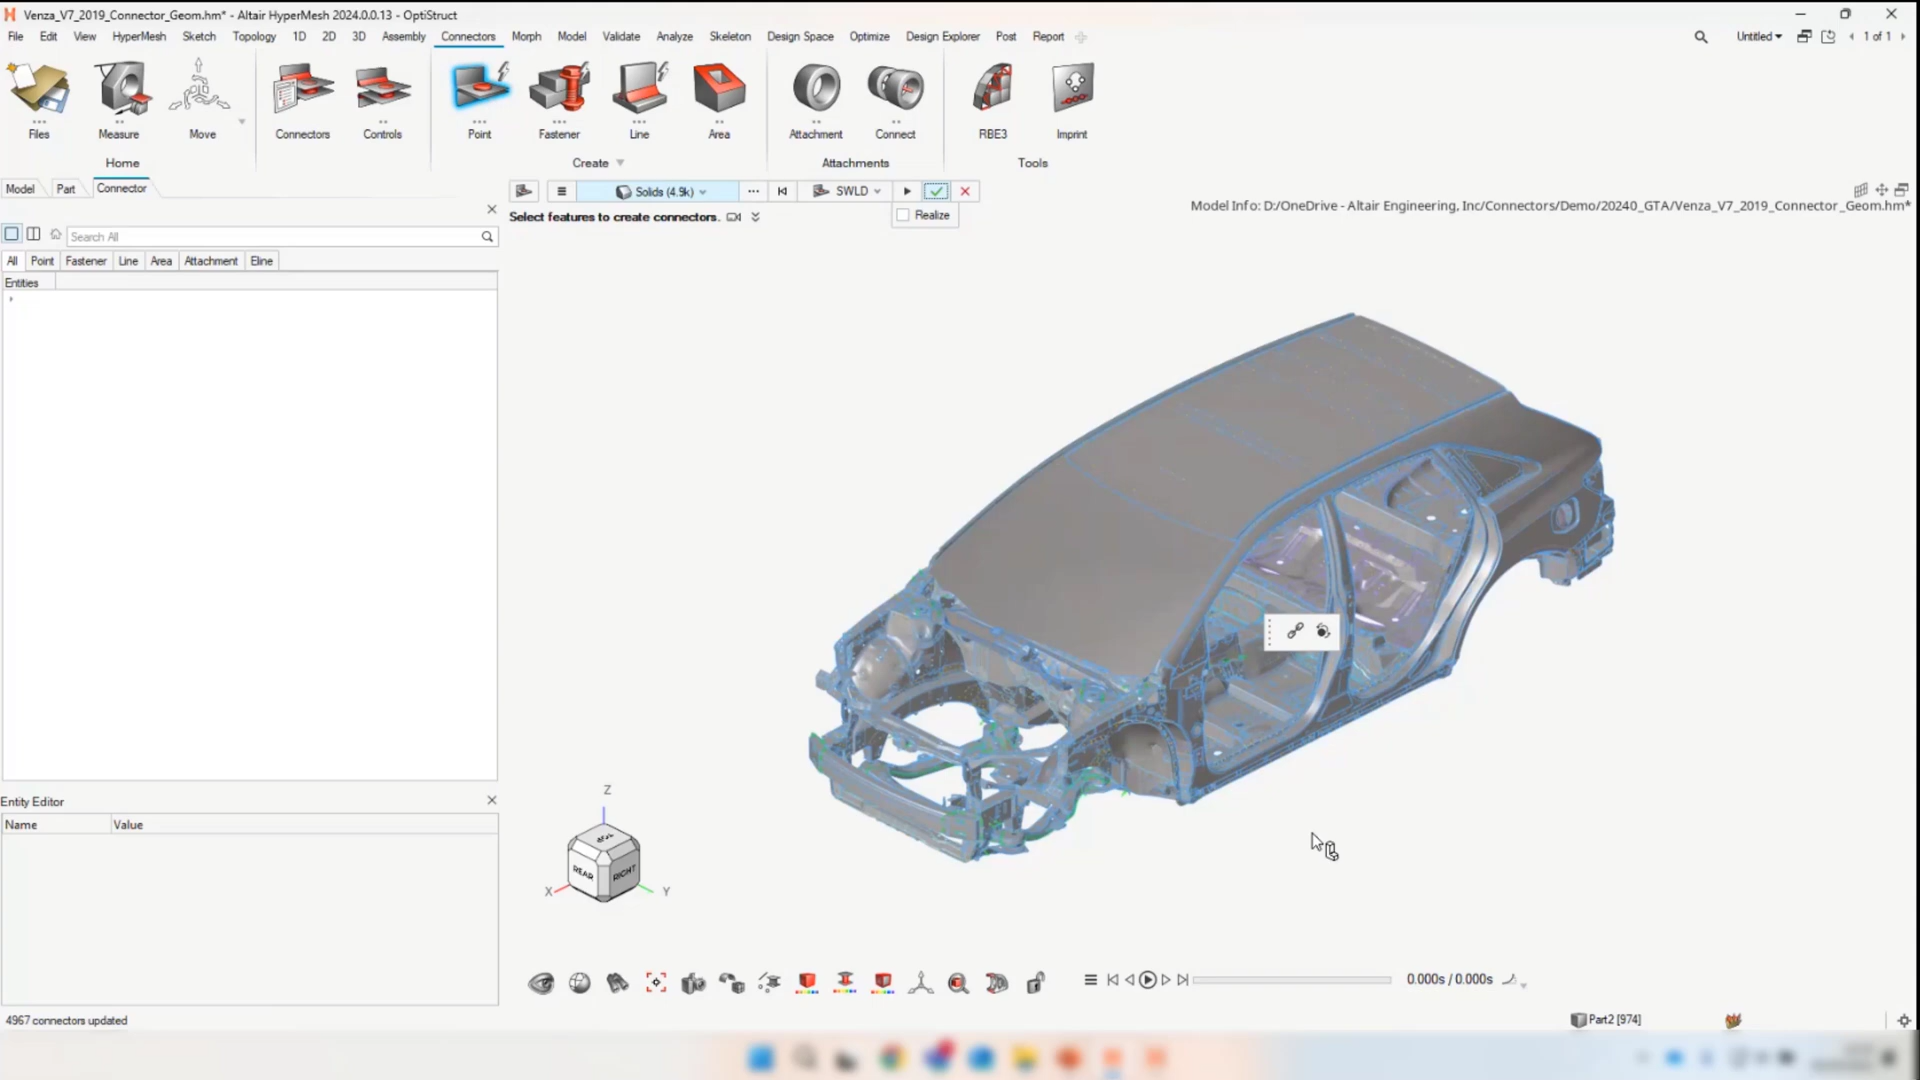 Venza_V7_2019_Connector_Geom.hm* - Altair HyperMesh 2024.0.0.13 - OptiStruct
File Edit View HyperMesh Sketch Topology 1D 2D 3D Assembly Connectors Morph Model Validate Analyze Skeleton Design Space Optimize Design Explorer Post Report Untitled 1 of 1
Files Measure Move Connectors Controls Point Fastener Line Area Attachment Connect RBE3 Imprint
Home Create Attachments Tools
Model Part Connector
Solids (4.9k) SWLD
Select features to create connectors. Realize
Model Info: D:/OneDrive - Altair Engineering, Inc/Connectors/Demo/20240_GTA/Venza_V7_2019_Connector_Geom.hm*
Search All
All Point Fastener Line Area Attachment Eline
Entities
Entity Editor
Name Value
Z
REAR RIGHT
X Y
0.000s / 0.000s
4967 connectors updated
Part2 [974]